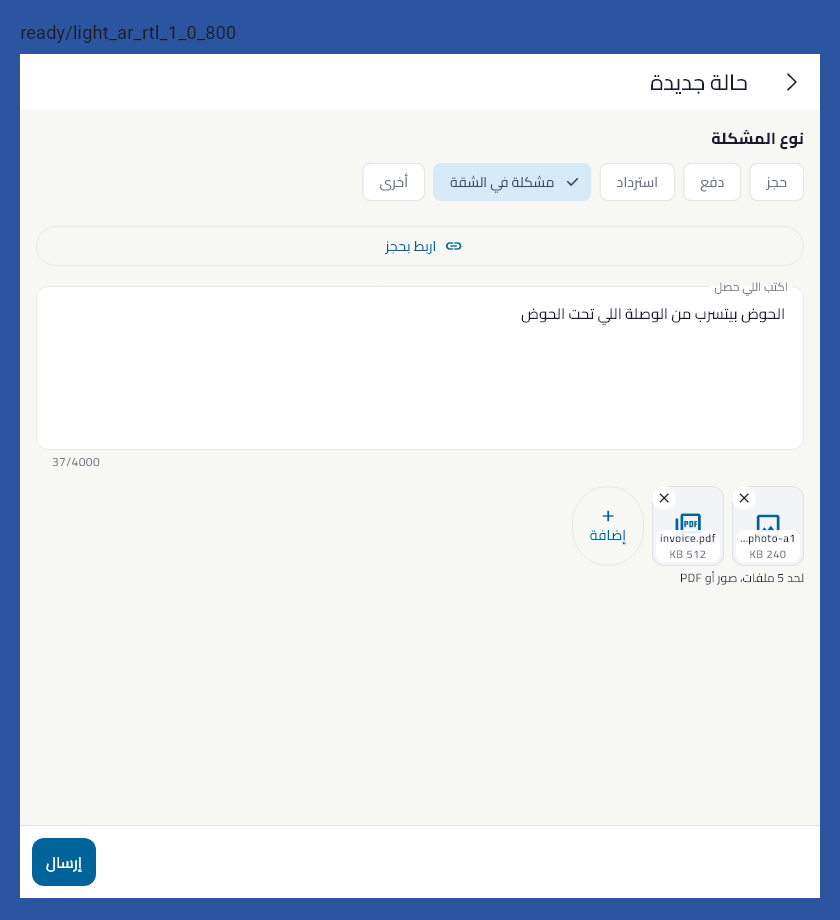 ready/light_ar_rtl_1_0_800
حالة جديدة
نوع المشكلة
حجز
دفع
استرداد
مشكلة في الشقة
أخرى
اربط بحجز
اكتب اللي حصل
الحوض بيتسرب من الوصلة اللي تحت الحوض
37/4000
PDF
...photo-a1
KB 240
invoice.pdf
KB 512
إضافة
لحد 5 ملفات، صور أو PDF
إرسال